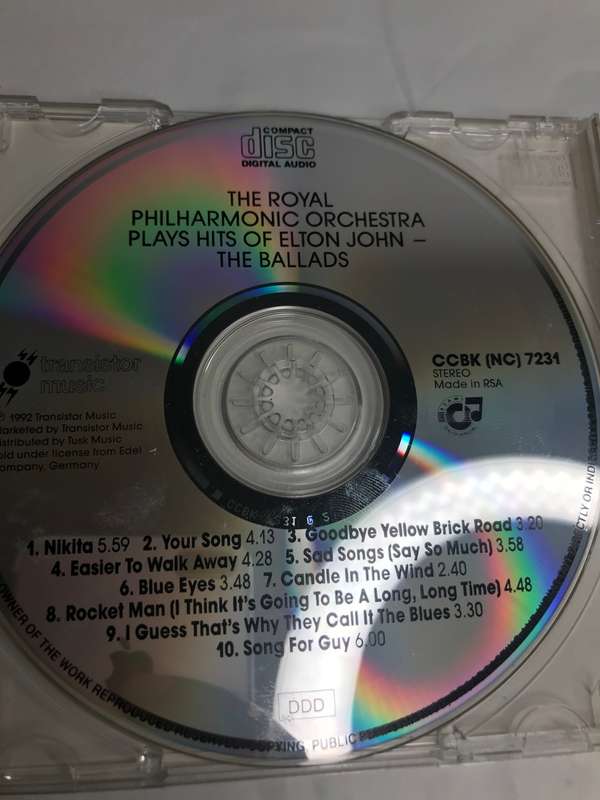 COMPACT
disc
DIGITAL AUDIO
THE ROYAL
PHILHARMONIC ORCHESTRA
PLAYS HITS OF ELTON JOHN –
THE BALLADS
transistor
music
CCBK (NC) 7231
STEREO
Made in RSA
1992 Transistor Music
arketed by Transistor Music
istributed by Tusk Music
old under license from Edel
ompany, Germany
1. Nikita 5.59 2. Your Song 4.13 3. Goodbye Yellow Brick Road 3.20
4. Easier To Walk Away 4.28 5. Sad Songs (Say So Much) 3.58
6. Blue Eyes 3.48 7. Candle In The Wind 2.40
8. Rocket Man (I Think It's Going To Be A Long, Long Time) 4.48
9. I Guess That's Why They Call It The Blues 3.30
10. Song For Guy 6.00
DDD
OWNER OF THE WORK REPRODUCED RESERVED. COPYING, PUBLIC